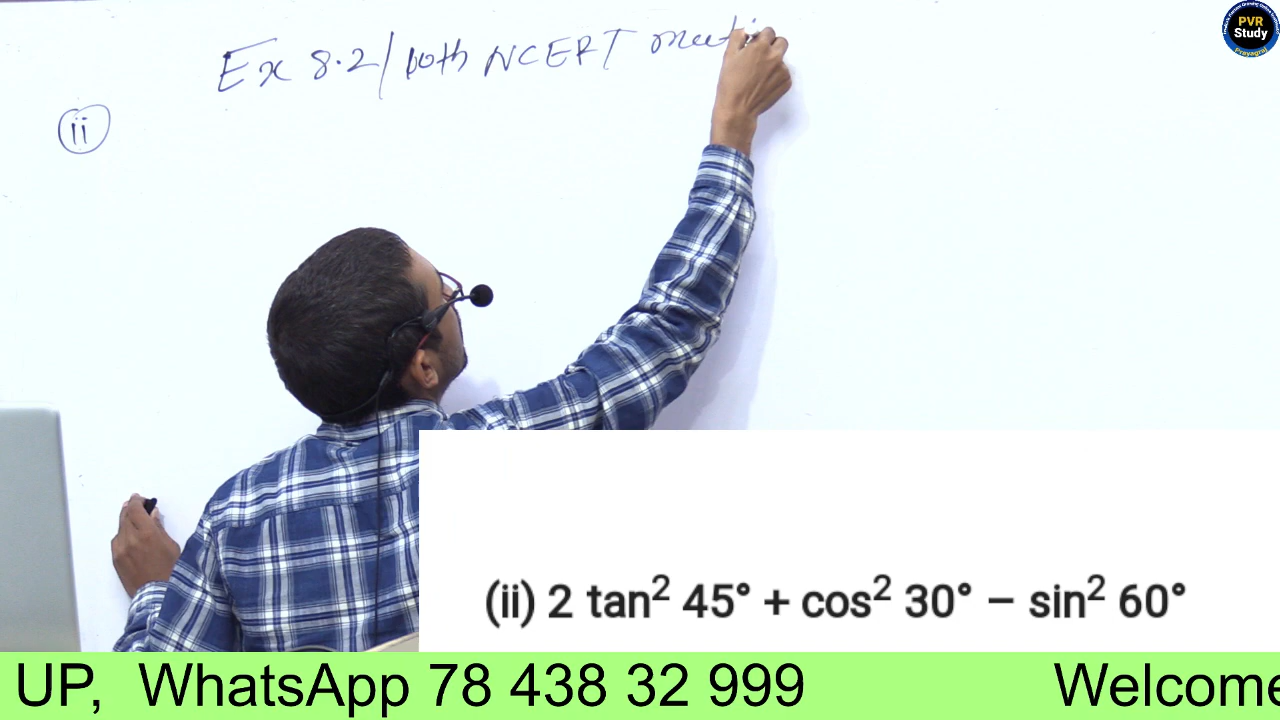 Ex 8.2/10th NCERT
PVR
Study
Prayagraj
(ii)
(ii) 2 tan² 45° + cos² 30° – sin² 60°
UP, WhatsApp 78 438 32 999 Welcome